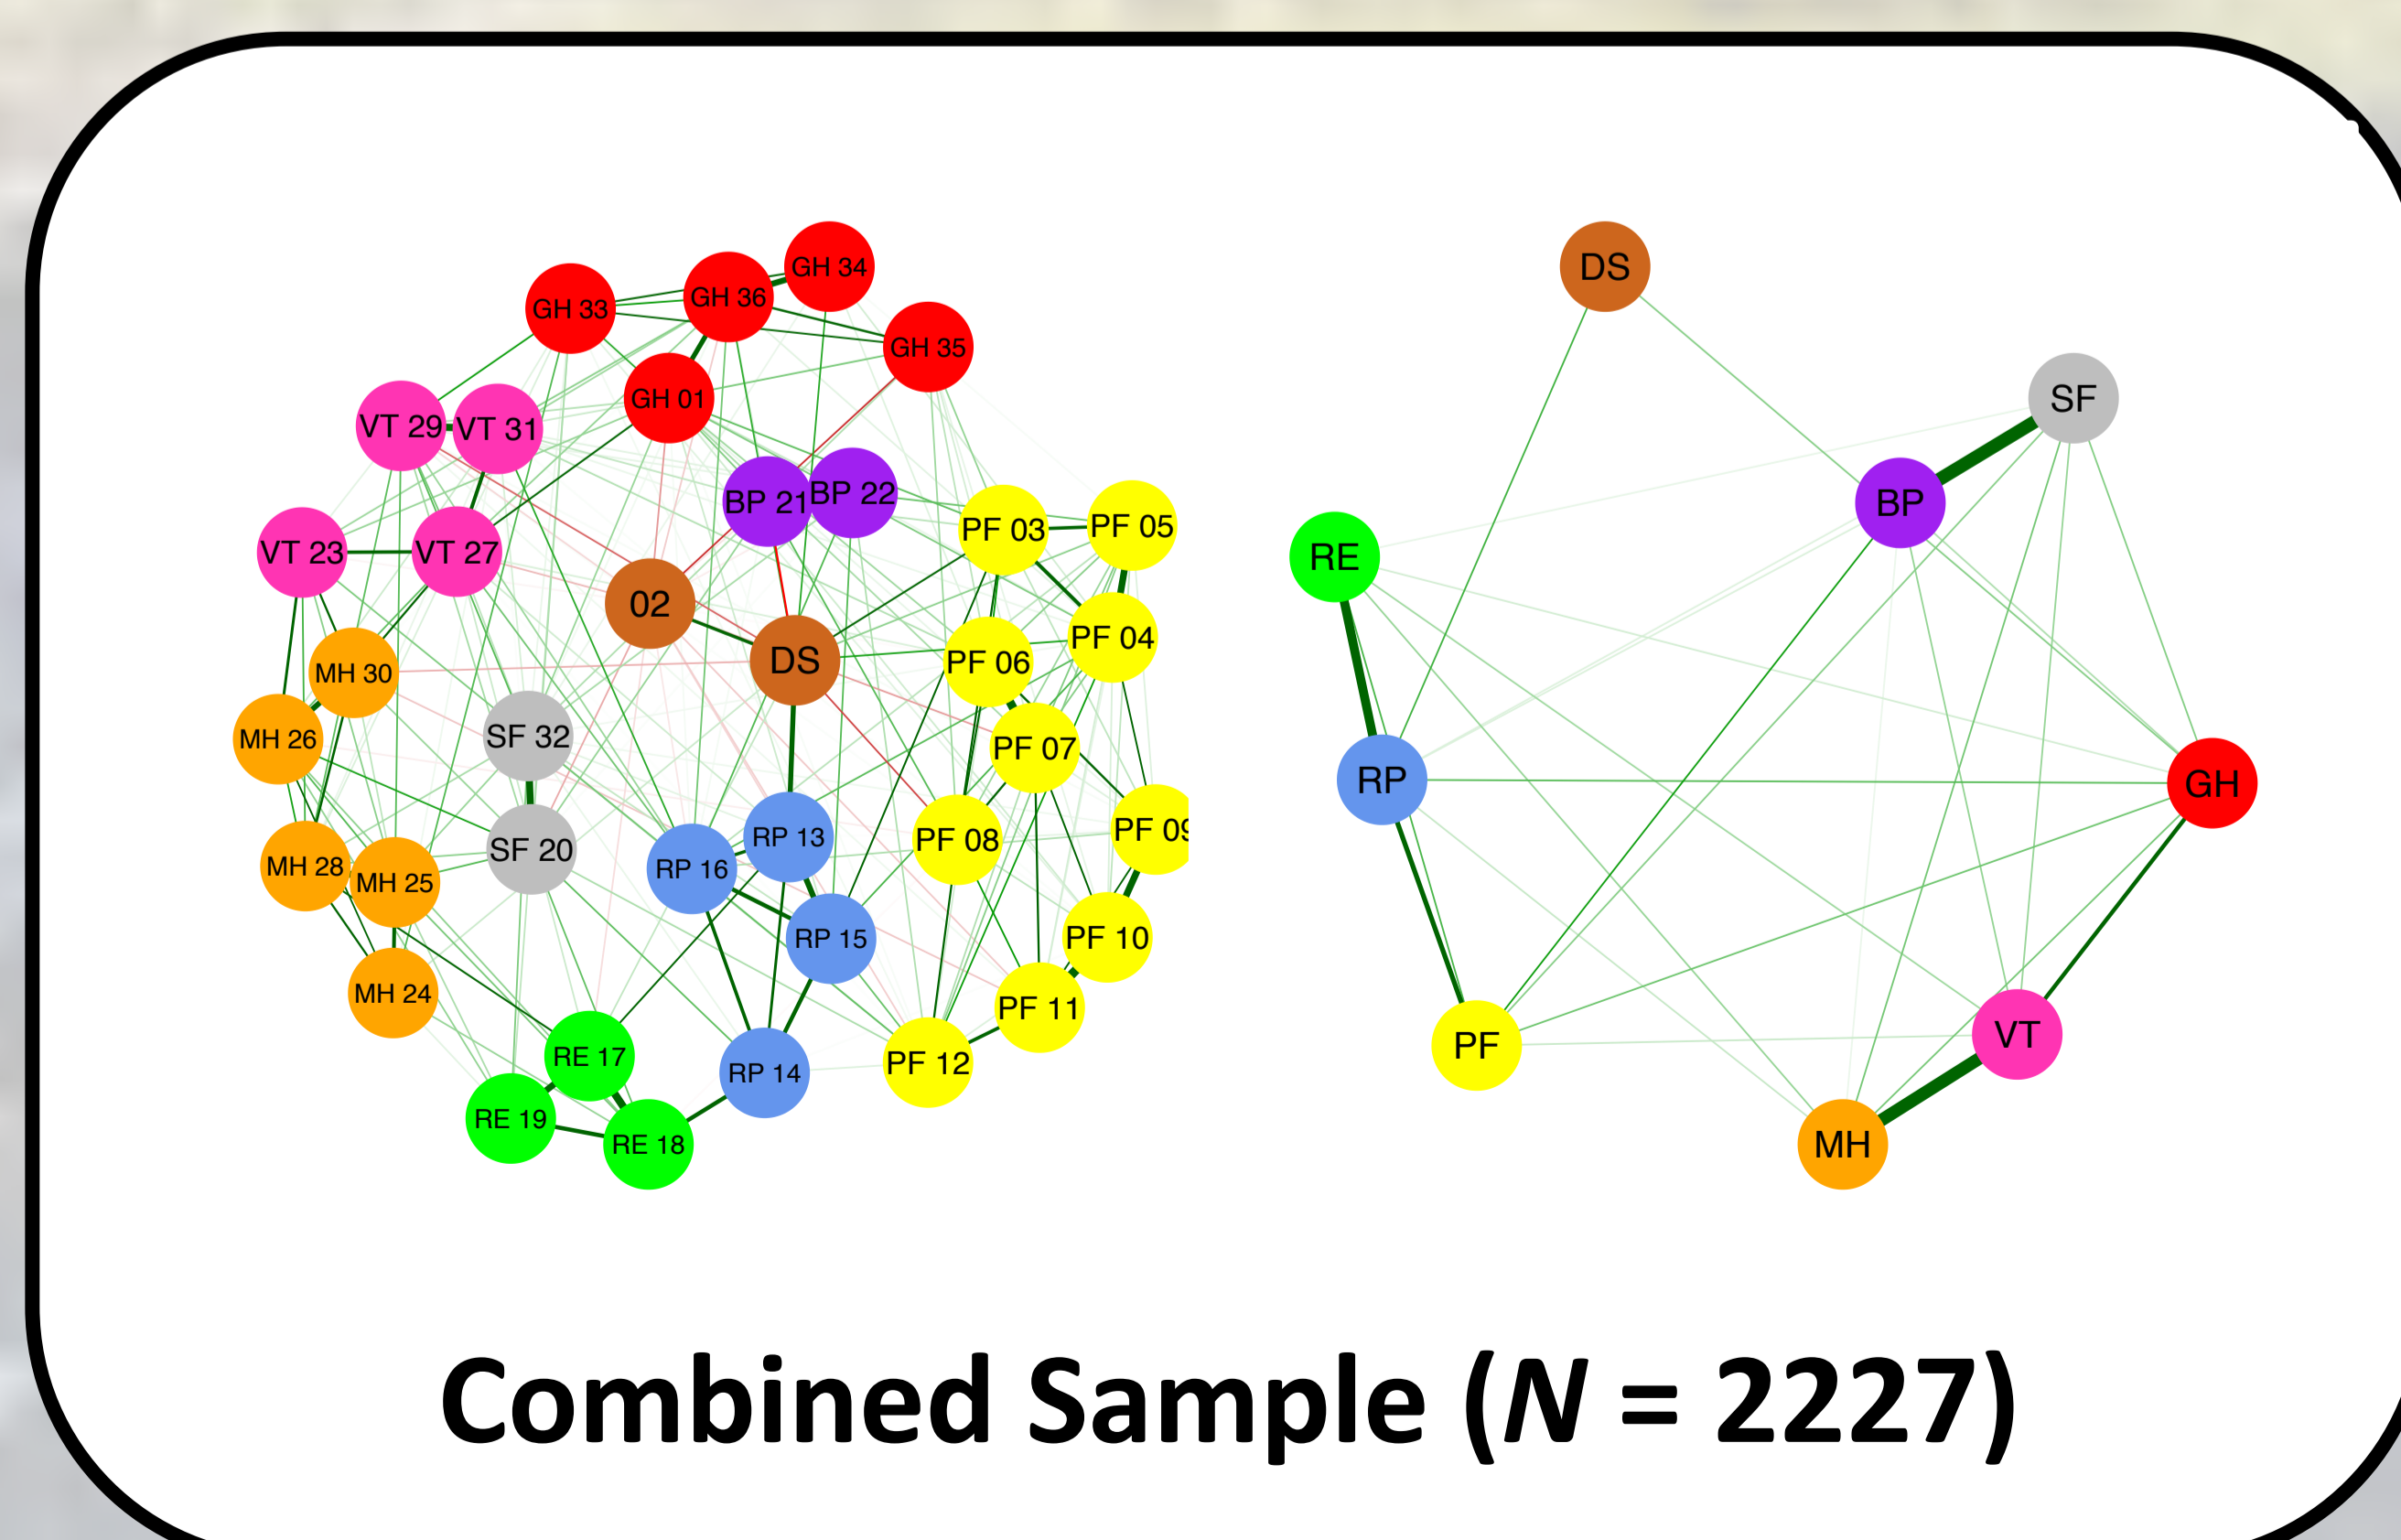 GH 34
GH 36
GH 33
GH 35
GH 01
VT 29
VT 31
BP 21
BP 22
PF 03
PF 05
VT 23
VT 27
02
DS
PF 06
PF 04
MH 30
MH 26
SF 32
PF 07
PF 09
RP 13
PF 08
SF 20
MH 28
MH 25
RP 16
RP 15
PF 10
MH 24
PF 11
RE 17
RP 14
PF 12
RE 19
RE 18
DS
SF
BP
RE
RP
GH
PF
VT
MH
Combined Sample (N = 2227)